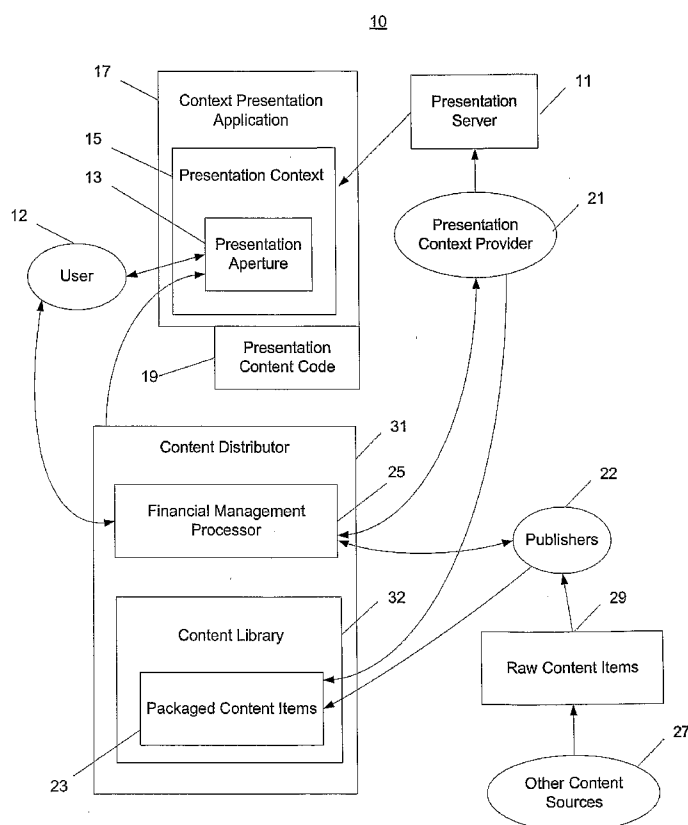 10
17
Context Presentation
Application
15
Presentation Context
13
Presentation
Aperture
12
User
Presentation
Server
11
Presentation
Context Provider
21
19
Presentation
Content Code
Content Distributor
31
Financial Management
Processor
25
22
Publishers
32
Content Library
29
Packaged Content Items
Raw Content Items
23
27
Other Content
Sources